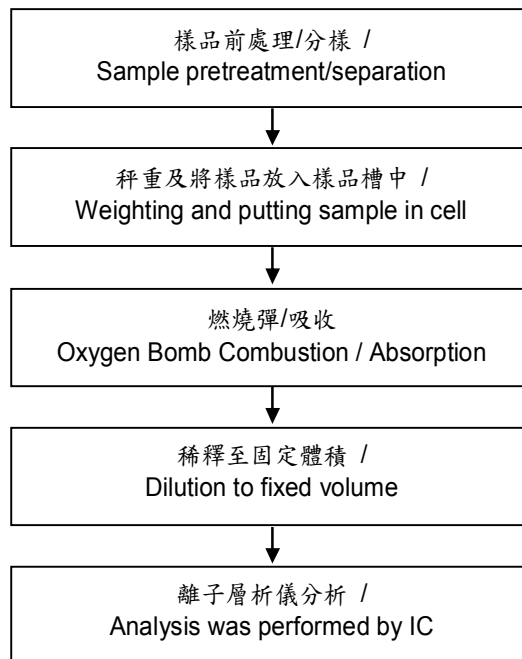 樣品前處理/分樣 /
Sample pretreatment/separation
秤重及將樣品放入樣品槽中 /
Weighting and putting sample in cell
燃燒彈/吸收
Oxygen Bomb Combustion / Absorption
稀釋至固定體積 /
Dilution to fixed volume
離子層析儀分析 /
Analysis was performed by IC